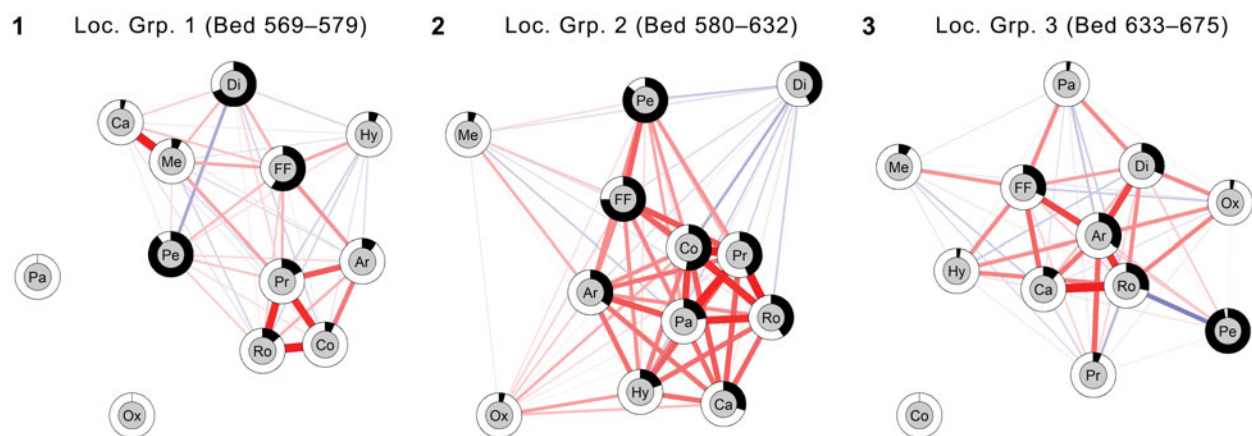 1 Loc. Grp. 1 (Bed 569–579)
Di
Ca
Hy
Me
FF
Pe
Ar
Pa
Pr
Ro
Co
Ox
2 Loc. Grp. 2 (Bed 580–632)
Di
Pe
Me
FF
Co
Pr
Ar
Pa
Ro
Hy
Ca
Ox
3 Loc. Grp. 3 (Bed 633–675)
Pa
Me
Di
FF
Ox
Ar
Hy
Ca
Ro
Pe
Pr
Co